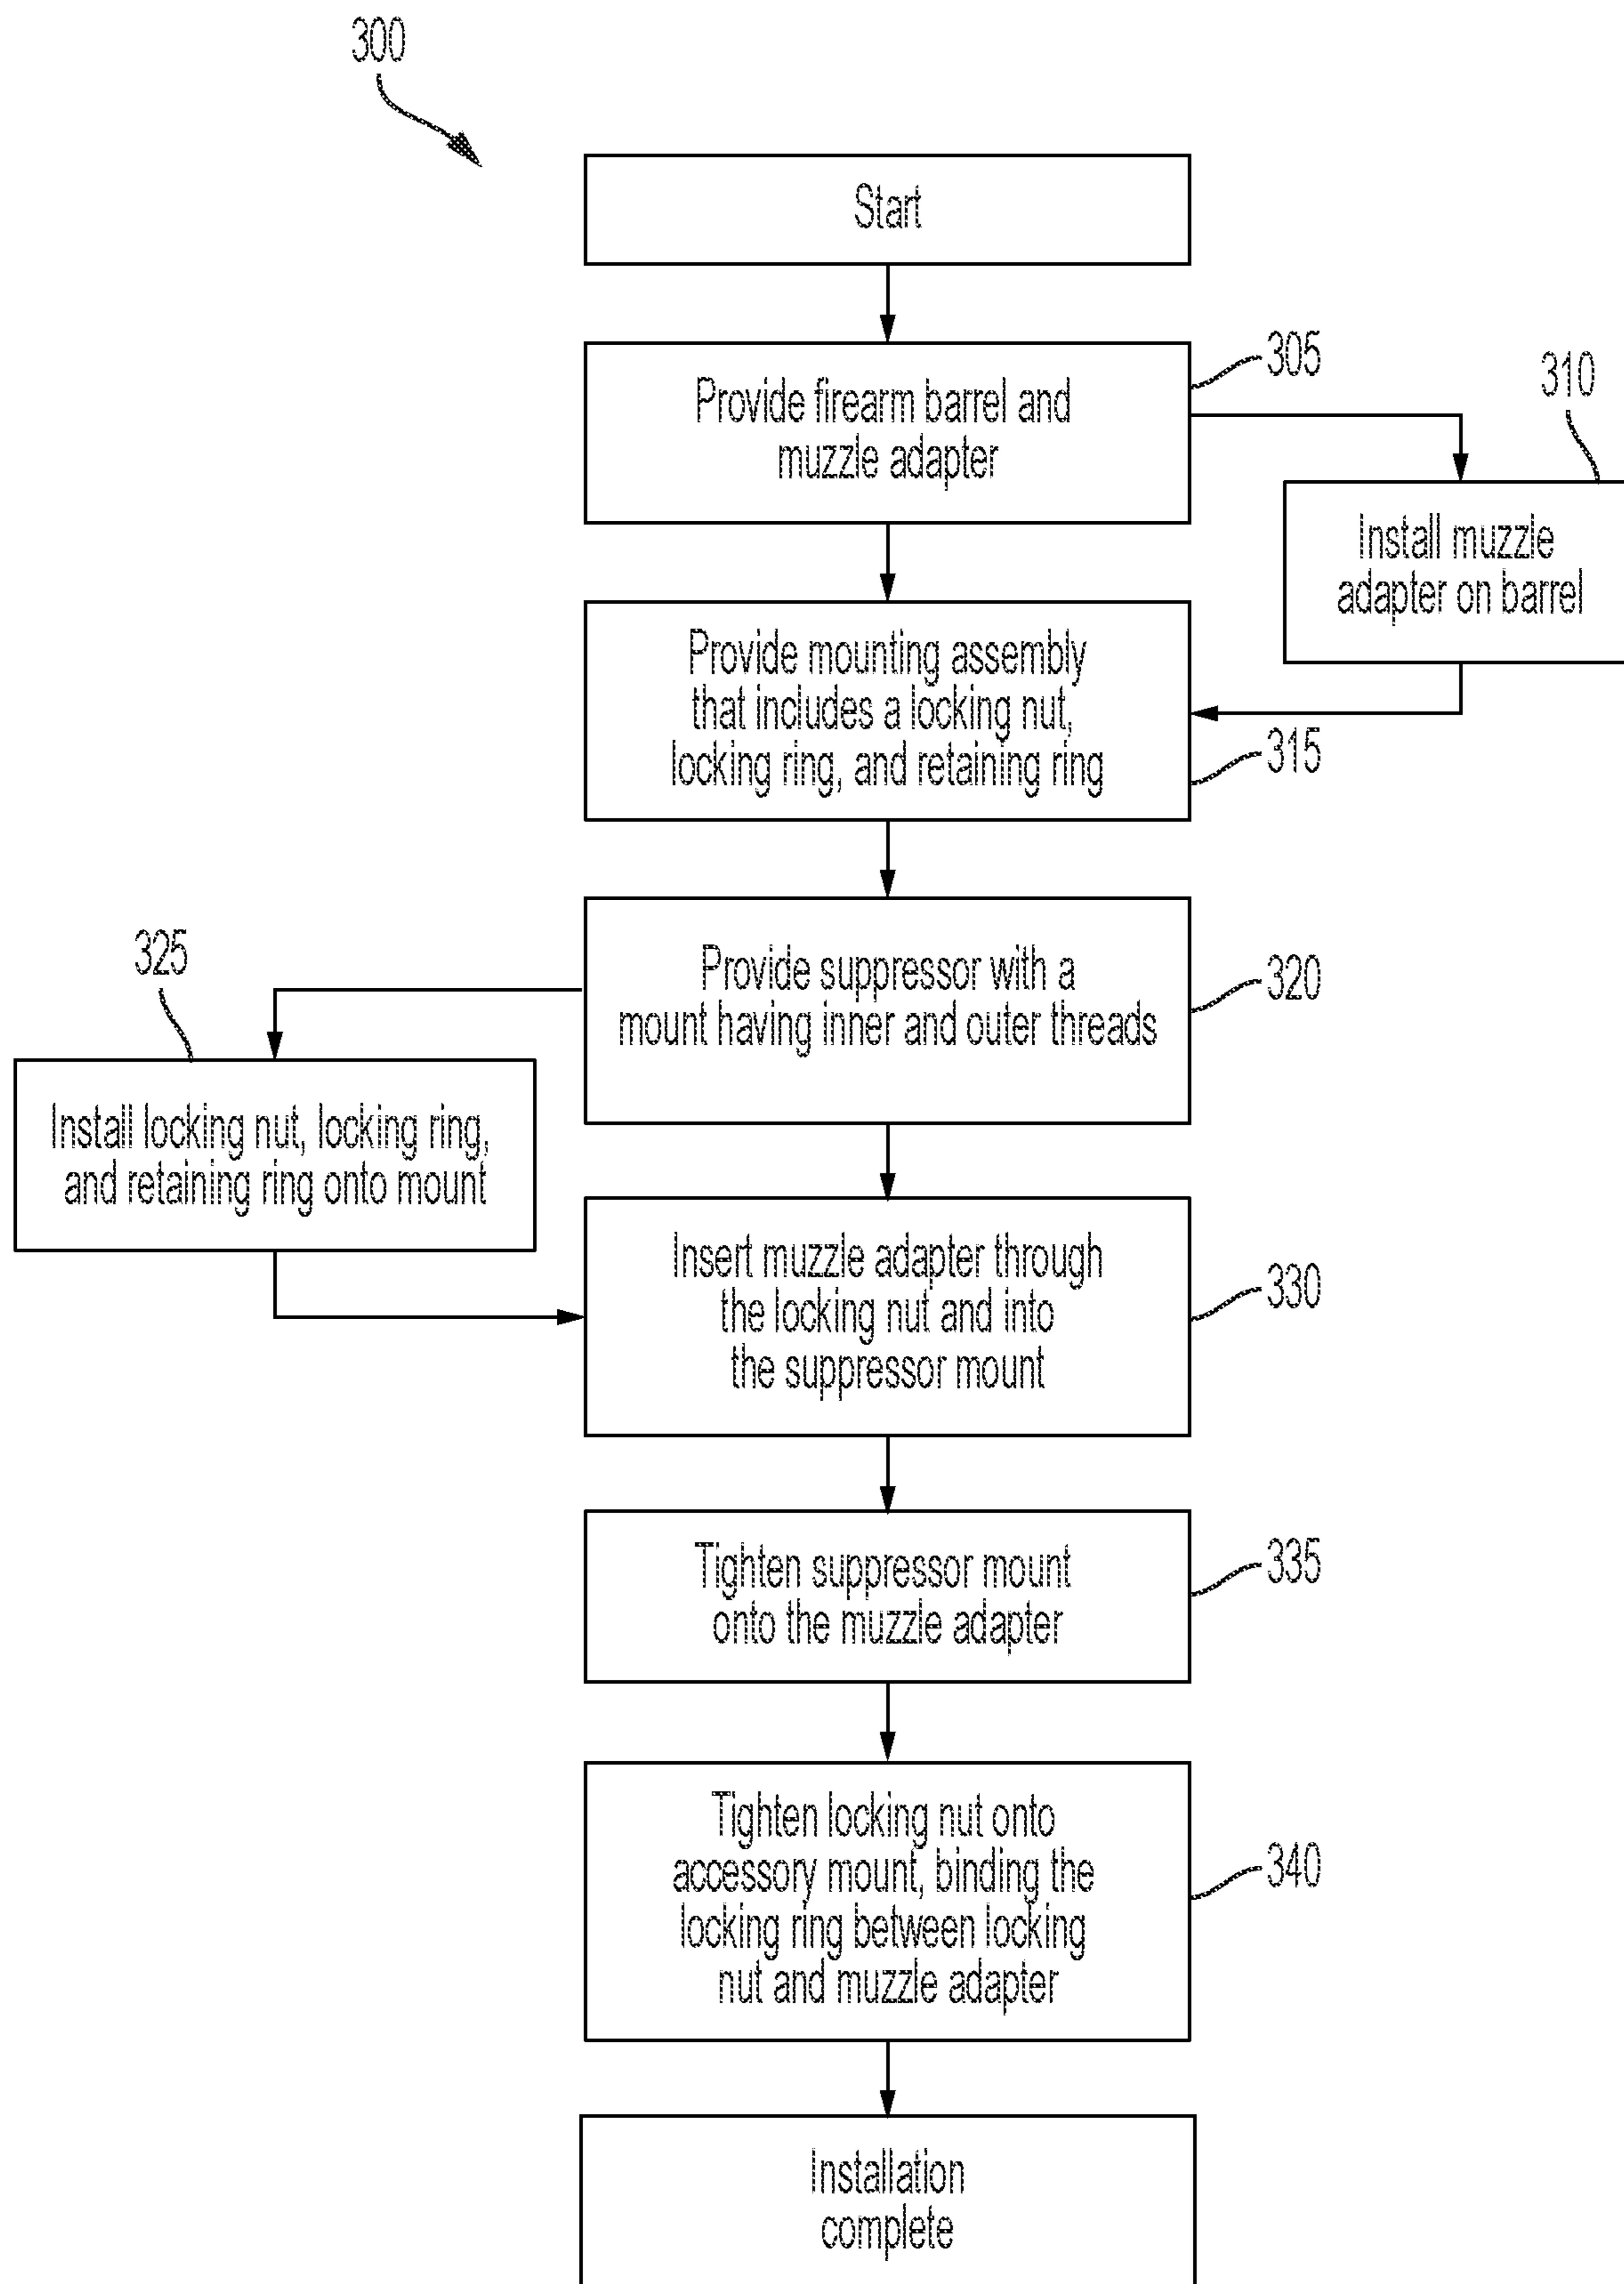 300
Start
Provide firearm barrel and
muzzle adapter
305
310
Install muzzle
adapter on barrel
Provide mounting assembly
that includes a locking nut,
locking ring, and retaining ring
315
Provide suppressor with a
mount having inner and outer threads
320
325
Install locking nut, locking ring,
and retaining ring onto mount
Insert muzzle adapter through
the locking nut and into
the suppressor mount
330
Tighten suppressor mount
onto the muzzle adapter
335
Tighten locking nut onto
accessory mount, binding the
locking ring between locking
nut and muzzle adapter
340
Installation
complete